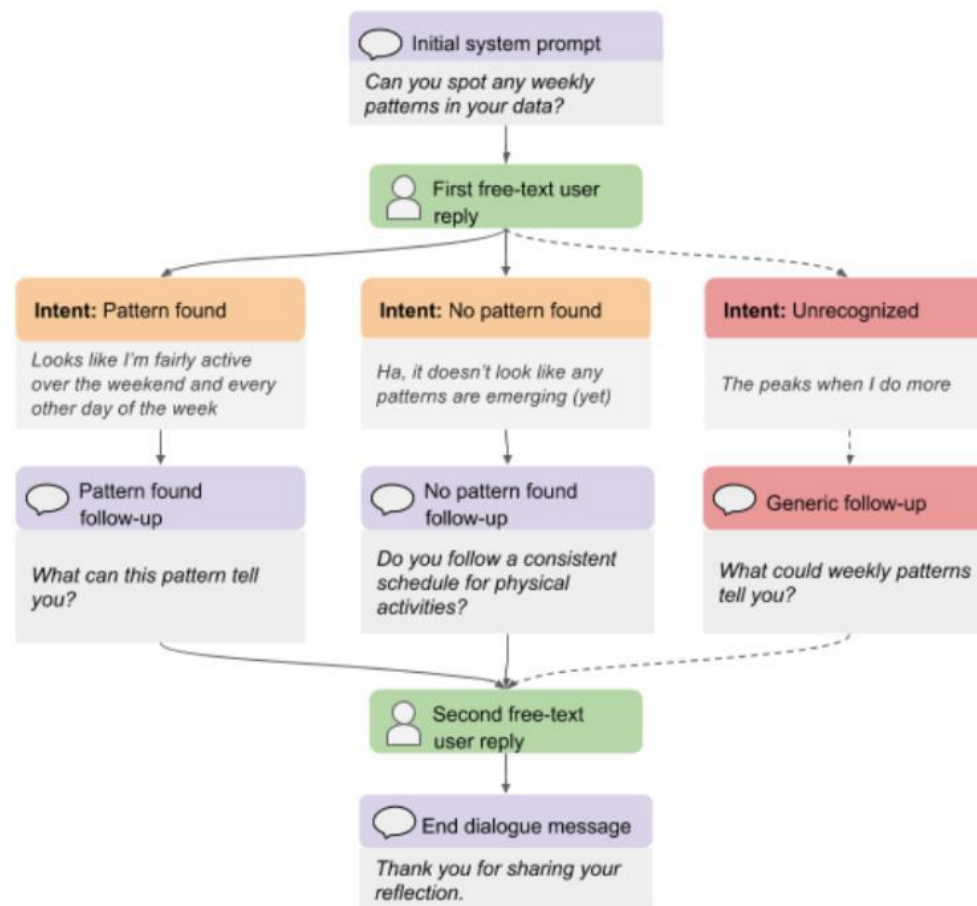 Initial system prompt
Can you spot any weekly
patterns in your data?
First free-text user
reply
Intent: Pattern found
Looks like I'm fairly active
over the weekend and every
other day of the week
Intent: No pattern found
Ha, it doesn't look like any
patterns are emerging (yet)
Intent: Unrecognized
The peaks when I do more
Pattern found
follow-up
What can this pattern tell
you?
No pattern found
follow-up
Do you follow a consistent
schedule for physical
activities?
Generic follow-up
What could weekly patterns
tell you?
Second free-text
user reply
End dialogue message
Thank you for sharing your
reflection.